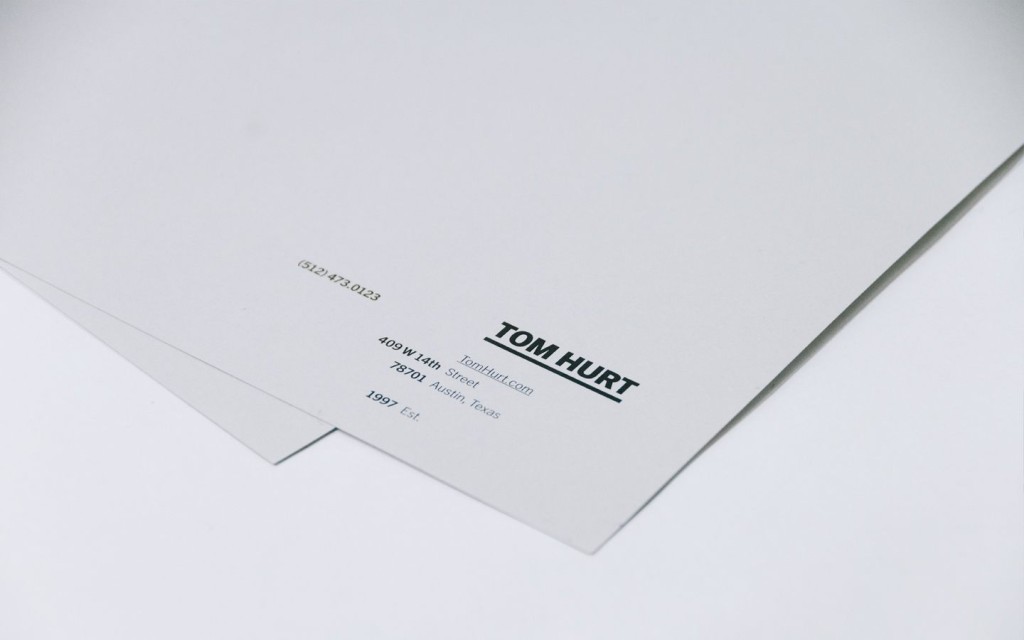 TOM HURT
TomHurt.com
(512) 473.0123
409 W 14th Street
78701 Austin, Texas
1997 Est.